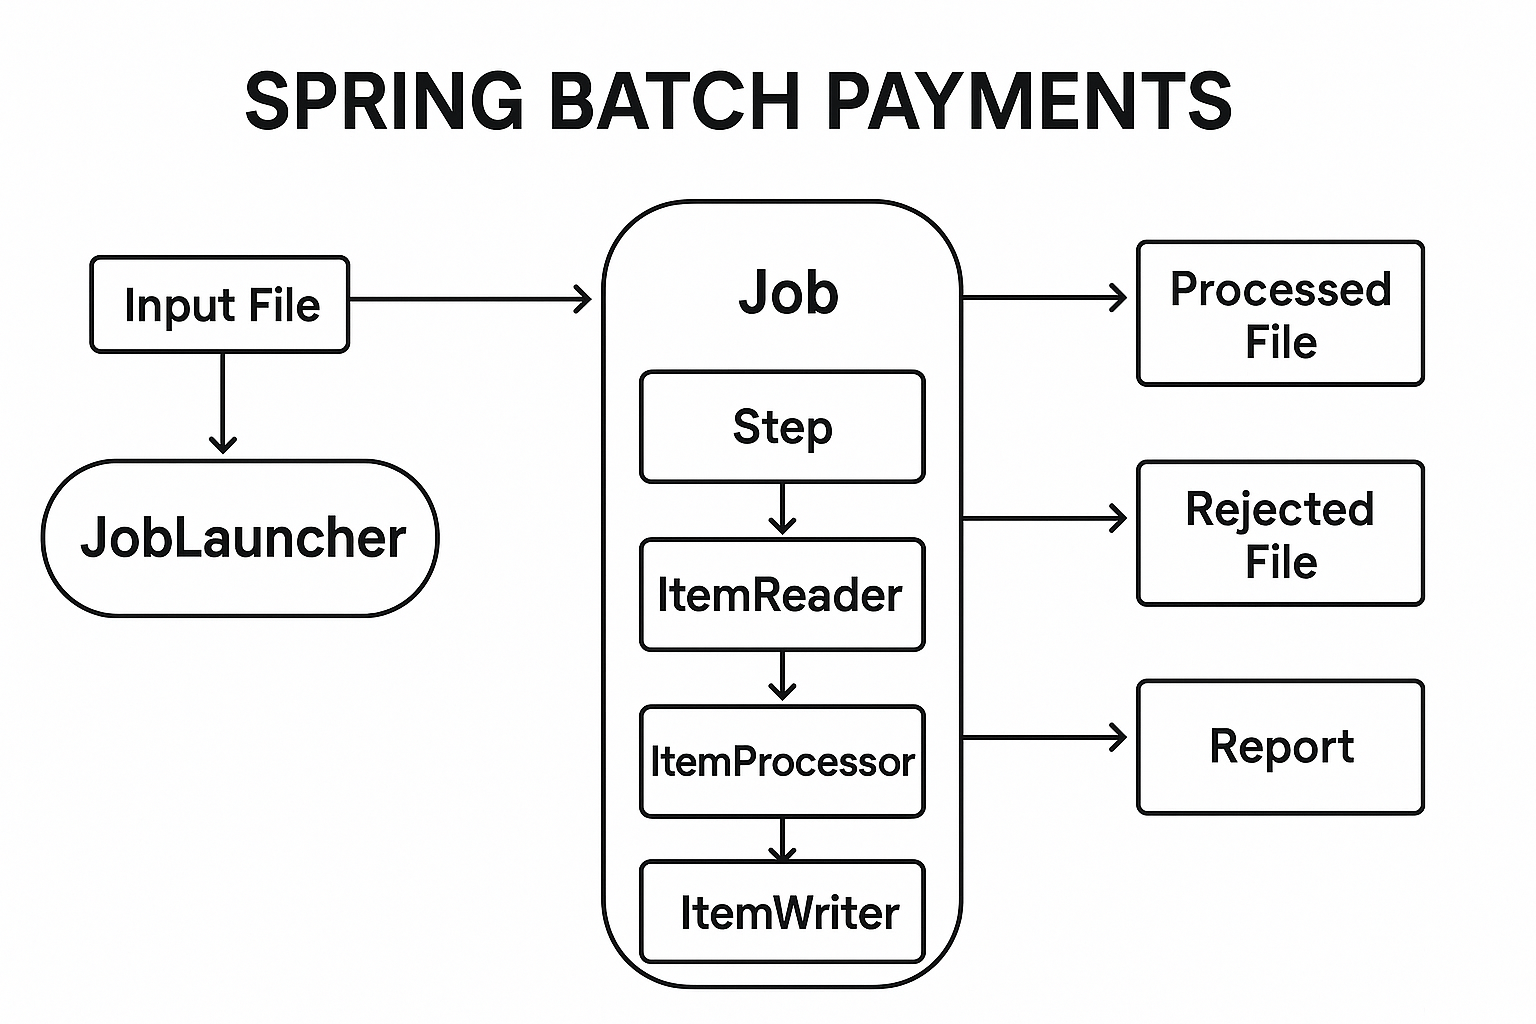 SPRING BATCH PAYMENTS
Input File
JobLauncher
Job
Step
ItemReader
ItemProcessor
ItemWriter
Processed
File
Rejected
File
Report